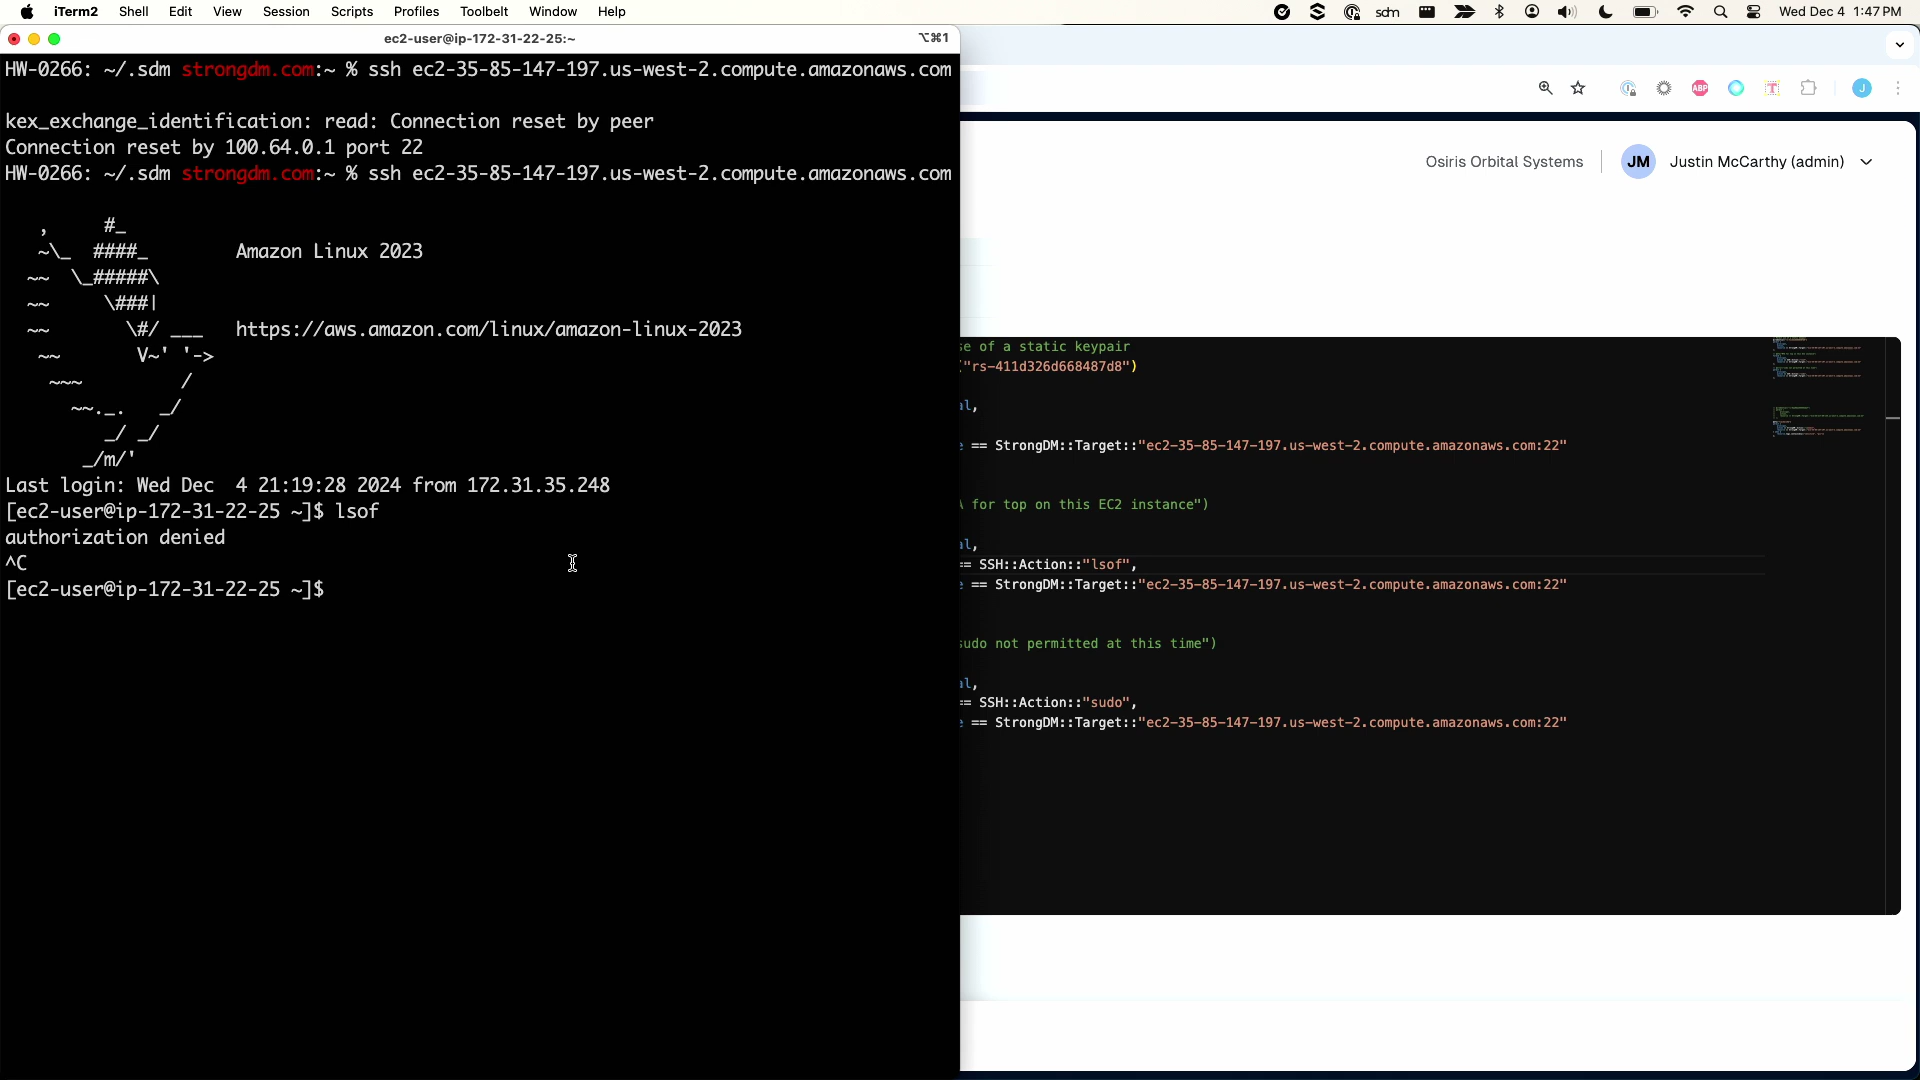 iTerm2 Shell Edit View Session Scripts Profiles Toolbelt Window Help sdm Wed Dec 4 1:47 PM
ec2-user@ip-172-31-22-25:~ ⌥⌘1
HW-0266: ~/.sdm strongdm.com:~ % ssh ec2-35-85-147-197.us-west-2.compute.amazonaws.com
kex_exchange_identification: read: Connection reset by peer
Connection reset by 100.64.0.1 port 22
HW-0266: ~/.sdm strongdm.com:~ % ssh ec2-35-85-147-197.us-west-2.compute.amazonaws.com
   ,     #_
   ~\_  ####_        Amazon Linux 2023
  ~~  \_#####\
  ~~     \###|
  ~~       \#/ ___   https://aws.amazon.com/linux/amazon-linux-2023
   ~~       V~' '->
    ~~~         /
      ~~._.   _/
         _/ _/
       _/m/'
Last login: Wed Dec  4 21:19:28 2024 from 172.31.35.248
[ec2-user@ip-172-31-22-25 ~]$ lsof
authorization denied
^C
[ec2-user@ip-172-31-22-25 ~]$
ABP T J
Osiris Orbital Systems JM Justin McCarthy (admin)
se of a static keypair
("rs-411d326d668487d8")
al,
== StrongDM::Target::"ec2-35-85-147-197.us-west-2.compute.amazonaws.com:22"
A for top on this EC2 instance")
al,
== SSH::Action::"lsof",
== StrongDM::Target::"ec2-35-85-147-197.us-west-2.compute.amazonaws.com:22"
sudo not permitted at this time")
al,
== SSH::Action::"sudo",
== StrongDM::Target::"ec2-35-85-147-197.us-west-2.compute.amazonaws.com:22"